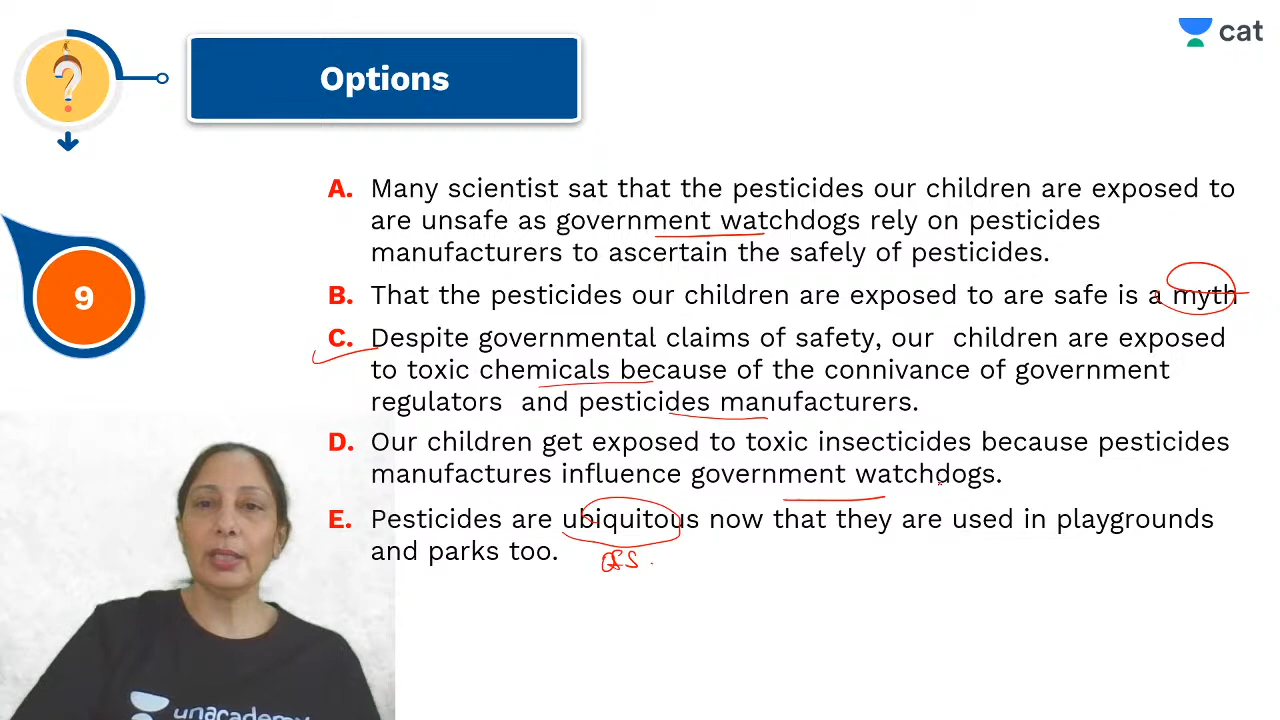 cat
Options
9
A. Many scientist sat that the pesticides our children are exposed to
are unsafe as government watchdogs rely on pesticides
manufacturers to ascertain the safely of pesticides.
B. That the pesticides our children are exposed to are safe is a myth
C. Despite governmental claims of safety, our children are exposed
to toxic chemicals because of the connivance of government
regulators and pesticides manufacturers.
D. Our children get exposed to toxic insecticides because pesticides
manufactures influence government watchdogs.
E. Pesticides are ubiquitous now that they are used in playgrounds
and parks too.
unacademy